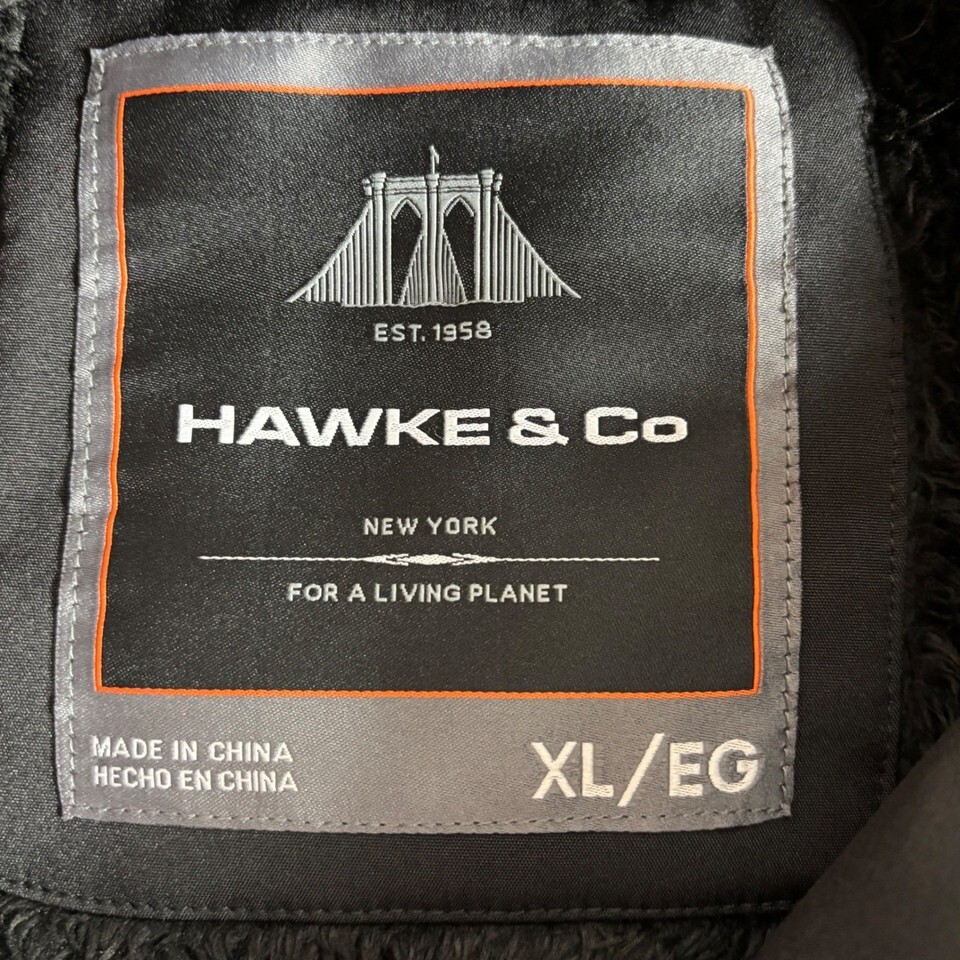 EST. 1958
HAWKE & Co
NEW YORK
FOR A LIVING PLANET
MADE IN CHINA
HECHO EN CHINA
XL/EG